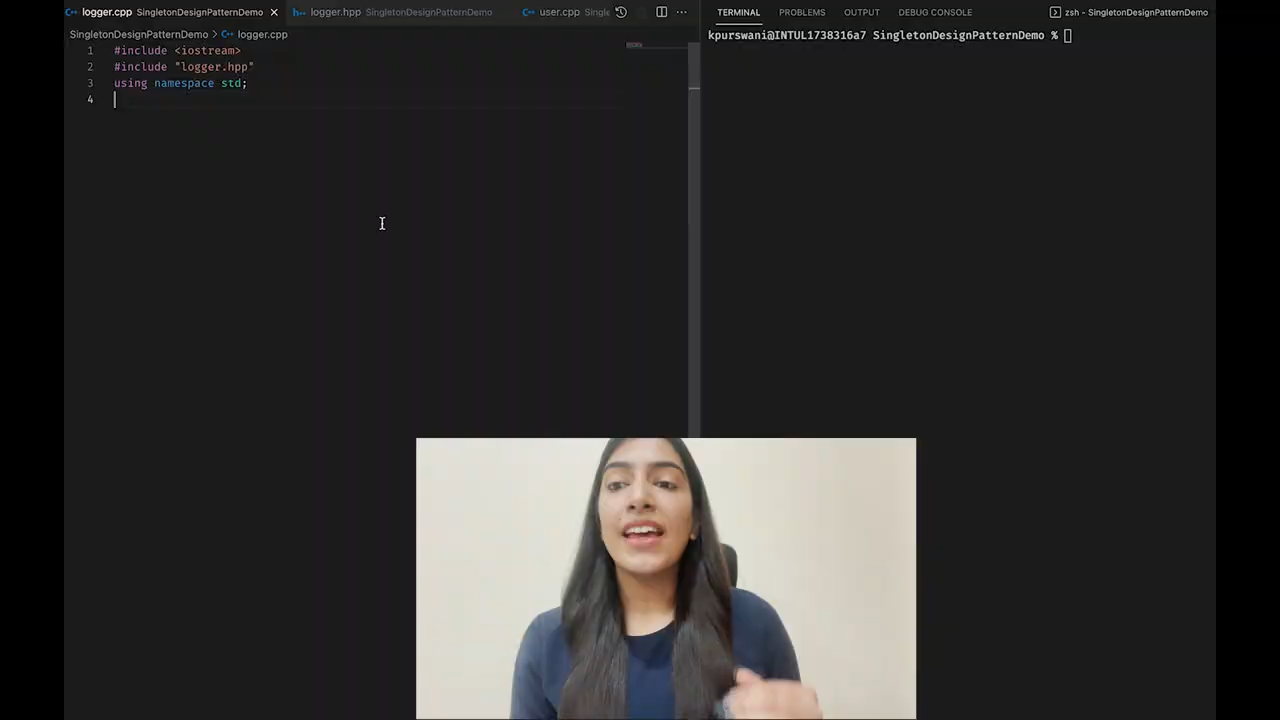 logger.cpp SingletonDesignPatternDemo
logger.hpp SingletonDesignPatternDemo
user.cpp Single
SingletonDesignPatternDemo > logger.cpp
1 #include <iostream>
2 #include "logger.hpp"
3 using namespace std;
4
TERMINAL PROBLEMS OUTPUT DEBUG CONSOLE
zsh - SingletonDesignPatternDemo
kpurswani@INTUL1738316a7 SingletonDesignPatternDemo %